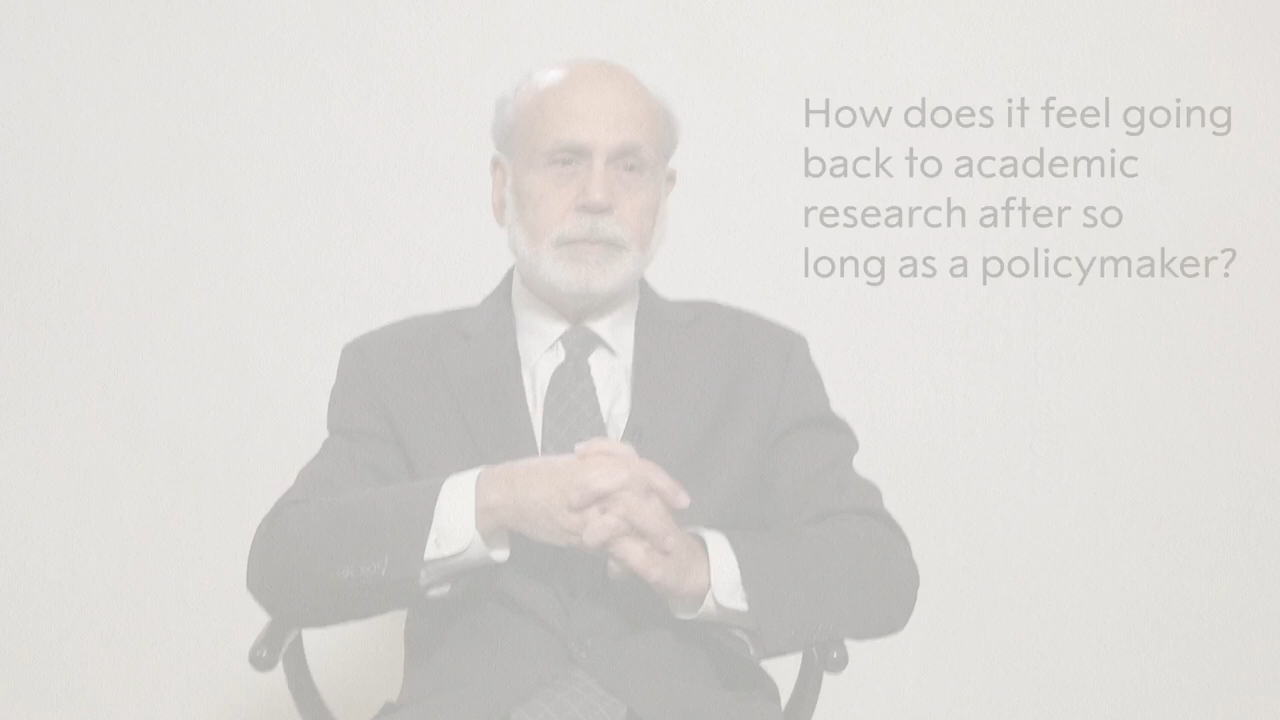 How does it feel going
back to academic
research after so
long as a policymaker?